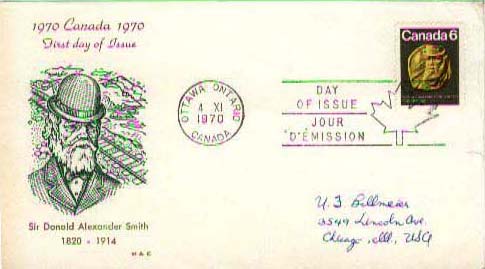 1970 Canada 1970
First day of Issue
Canada 6
OTTAWA ONTARIO
4 XI
1970
CANADA
DAY
OF ISSUE
JOUR
D'ÉMISSION
Sir Donald Alexander Smith
1820 - 1914
H & C
U. J. Billmeier
3549 Lincoln Ave.
Chicago, Ill, USA